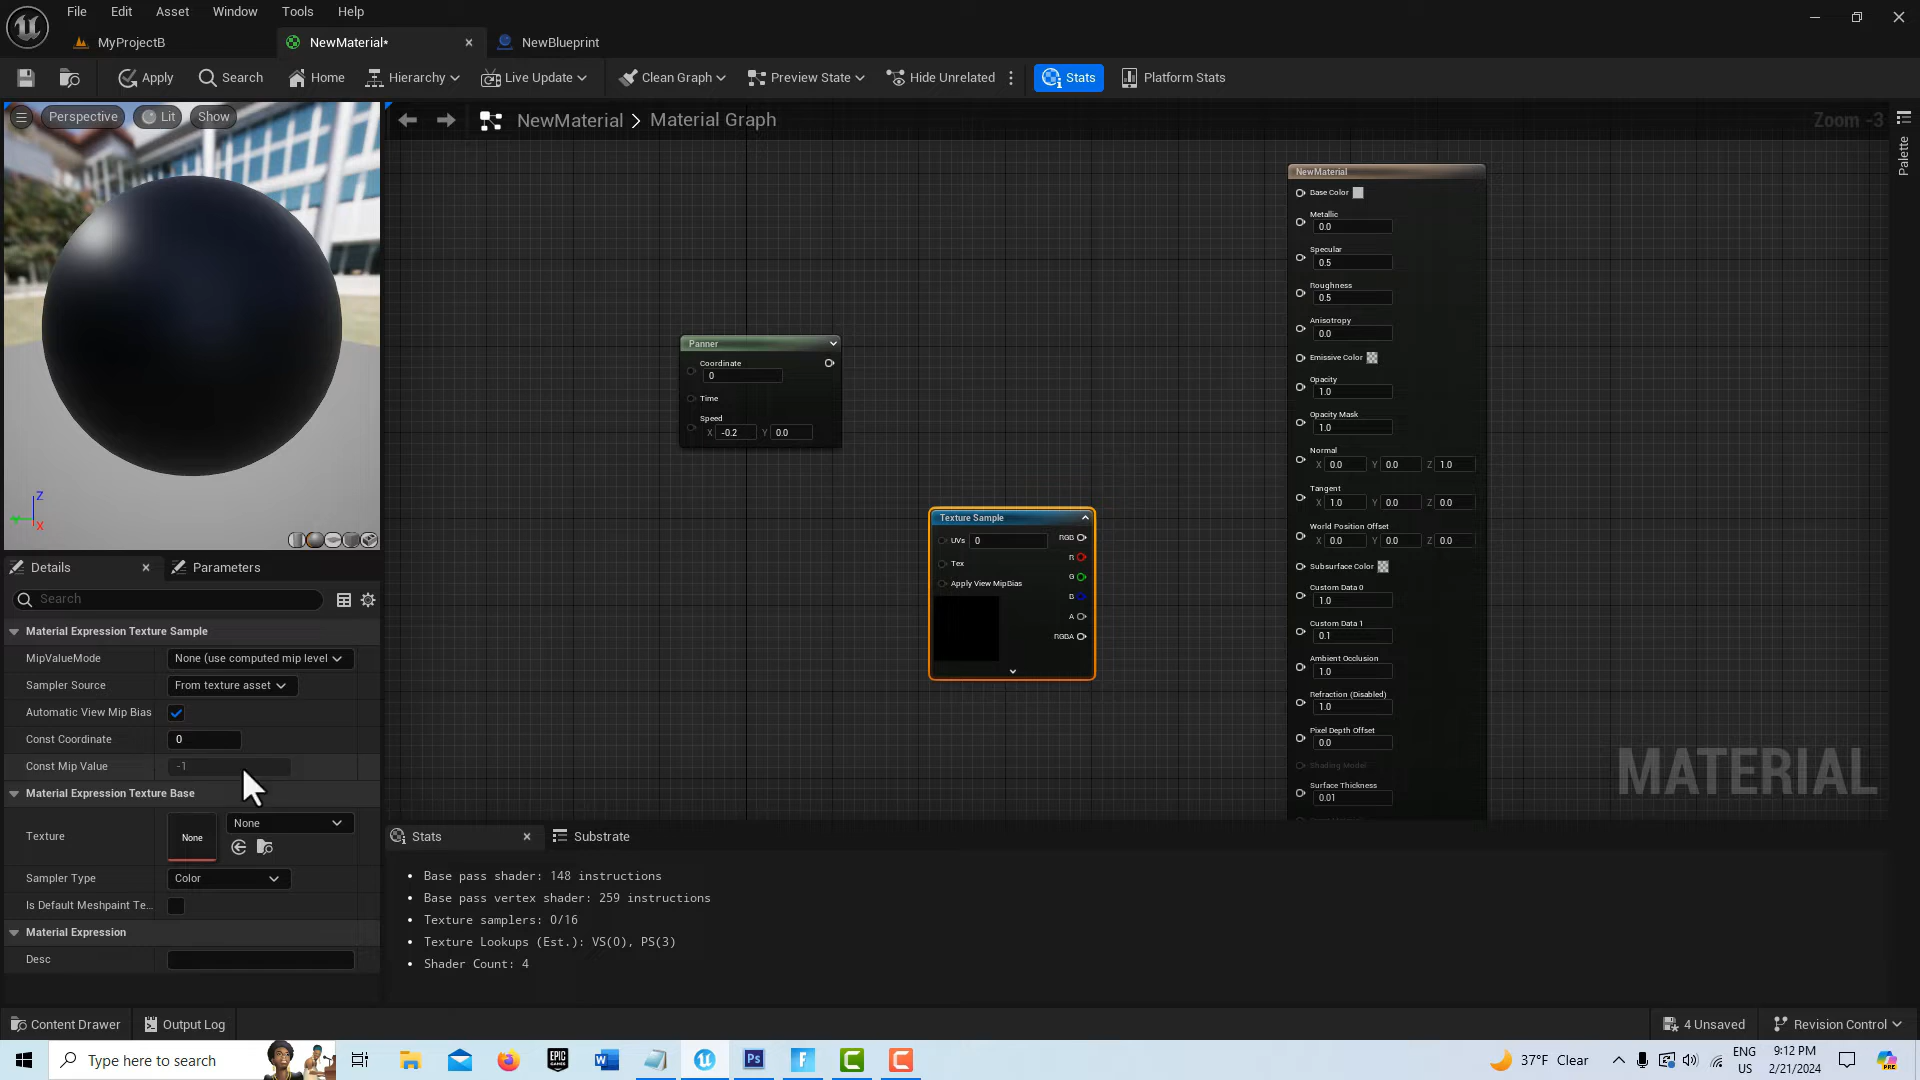 File Edit Asset Window Tools Help
MyProjectB NewMaterial* NewBlueprint
Apply Search Home Hierarchy Live Update Clean Graph Preview State Hide Unrelated Stats Platform Stats
Perspective Lit Show
NewMaterial > Material Graph
Zoom -3
Palette
NewMaterial
Base Color
Metallic
0.0
Specular
0.5
Roughness
0.5
Anisotropy
0.0
Emissive Color
Opacity
1.0
Opacity Mask
1.0
Normal
X 0.0 Y 0.0 Z 1.0
Tangent
X 1.0 Y 0.0 Z 0.0
World Position Offset
X 0.0 Y 0.0 Z 0.0
Subsurface Color
Custom Data 0
1.0
Custom Data 1
0.1
Ambient Occlusion
1.0
Refraction (Disabled)
1.0
Pixel Depth Offset
0.0
Shading Model
Surface Thickness
0.01
Panner
Coordinate
0
Time
Speed
X -0.2 Y 0.0
Texture Sample
UVs 0 RGB
R
Tex
G
Apply View MipBias
B
A
RGBA
MATERIAL
Z
X
Details Parameters
Search
Material Expression Texture Sample
MipValueMode None (use computed mip level
Sampler Source From texture asset
Automatic View Mip Bias
Const Coordinate 0
Const Mip Value -1
Material Expression Texture Base
Texture None None
Sampler Type Color
Is Default Meshpaint Te...
Material Expression
Desc
Stats Substrate
• Base pass shader: 148 instructions
• Base pass vertex shader: 259 instructions
• Texture samplers: 0/16
• Texture Lookups (Est.): VS(0), PS(3)
• Shader Count: 4
Content Drawer Output Log 4 Unsaved Revision Control
Type here to search
EPIC GAMES
Ps
37°F Clear
ENG
US
9:12 PM
2/21/2024
PRE